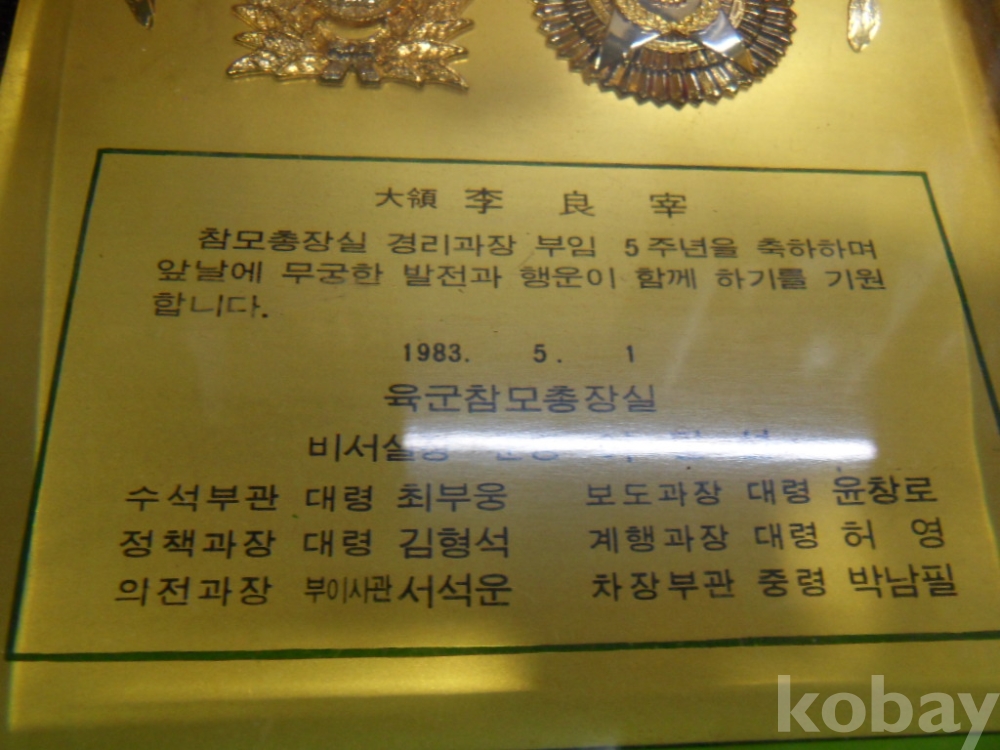 大領 李 良 宰
참모총장실 경리과장 부임 5주년을 축하하며
앞날에 무궁한 발전과 행운이 함께 하기를 기원
합니다.
1983. 5. 1
육군참모총장실
비서실장
수석부관 대령 최부웅 보도과장 대령 윤창로
정책과장 대령 김형석 계행과장 대령 허 영
의전과장 부이사관 서석운 차장부관 중령 박남필
kobay